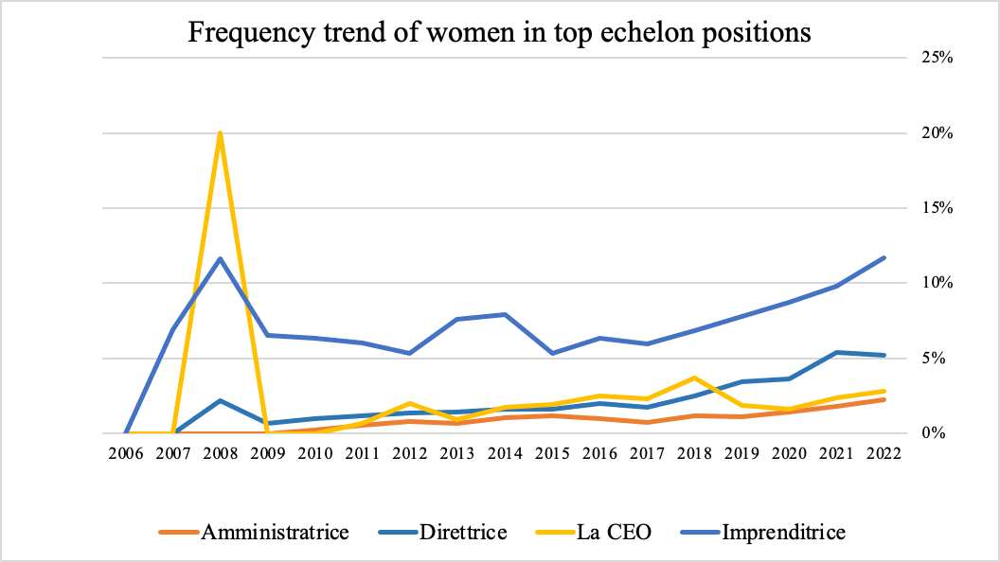 Frequency trend of women in top echelon positions
25%
20%
15%
10%
5%
0%
2006 2007 2008 2009 2010 2011 2012 2013 2014 2015 2016 2017 2018 2019 2020 2021 2022
Amministratrice Direttrice La CEO Imprenditrice